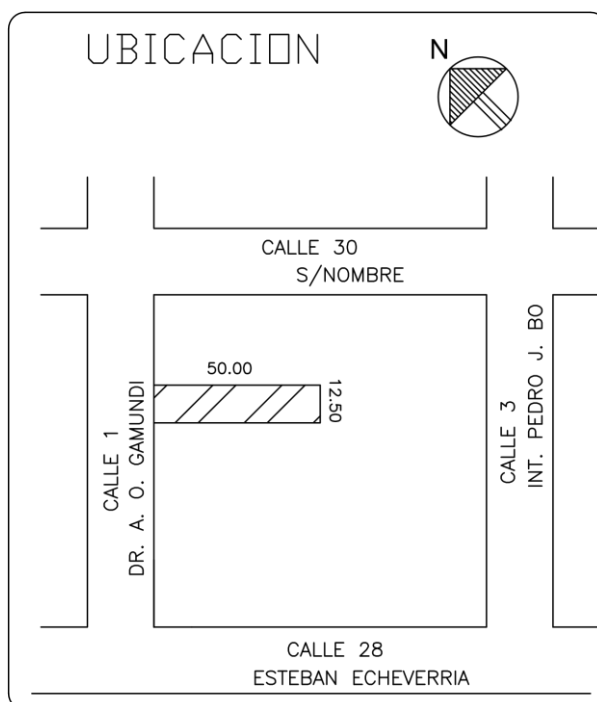 UBICACION
N
CALLE 30
S/NOMBRE
50.00
12.50
CALLE 1
DR. A. O. GAMUNDI
CALLE 3
INT. PEDRO J. BO
CALLE 28
ESTEBAN ECHEVERRIA